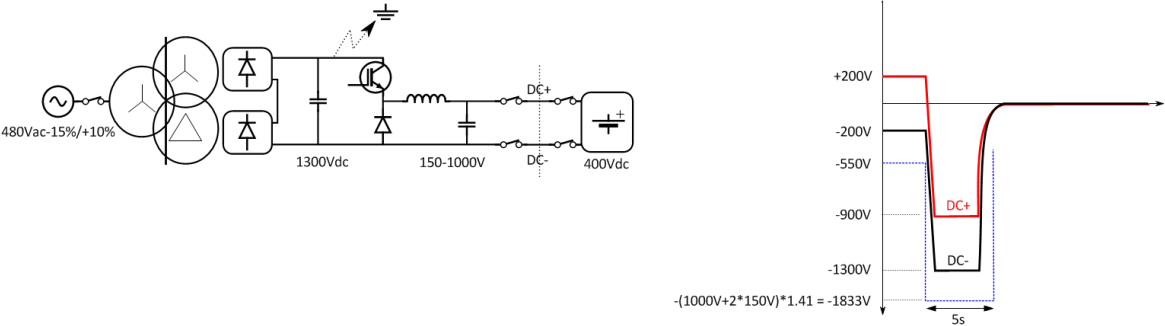 480Vac-15%/+10%
1300Vdc
150-1000V
DC+
DC-
+
400Vdc
+200V
-200V
-550V
-900V
-1300V
-(1000V+2*150V)*1.41 = -1833V
DC+
DC-
5s